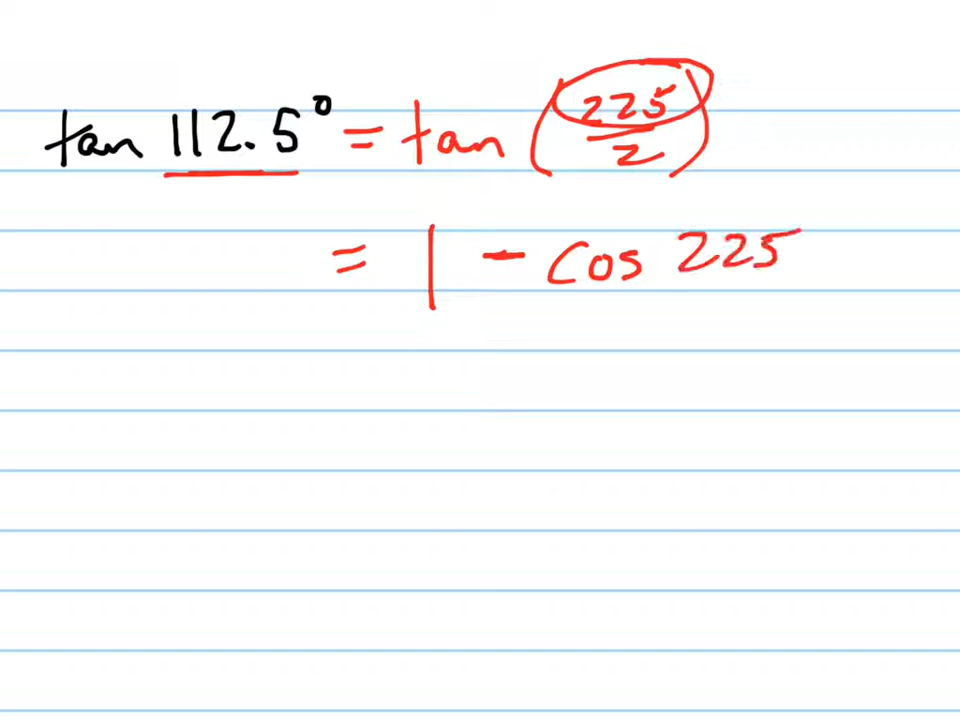 tan 112.5° = tan (225/2)
= 1 - cos 225